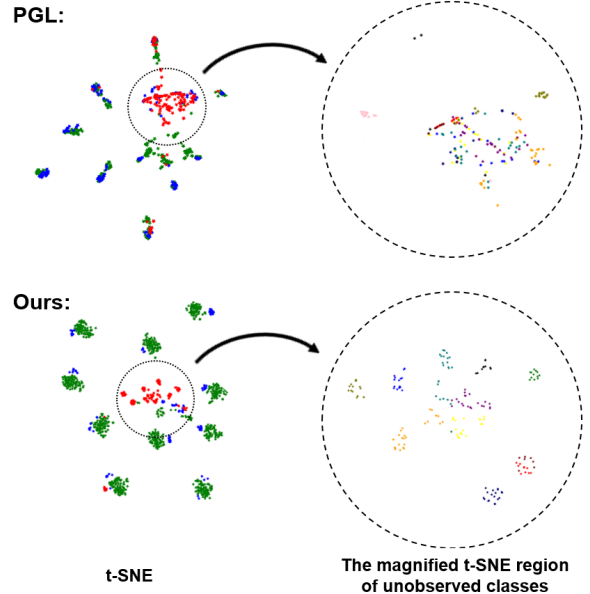 PGL:
Ours:
t-SNE
The magnified t-SNE region
of unobserved classes